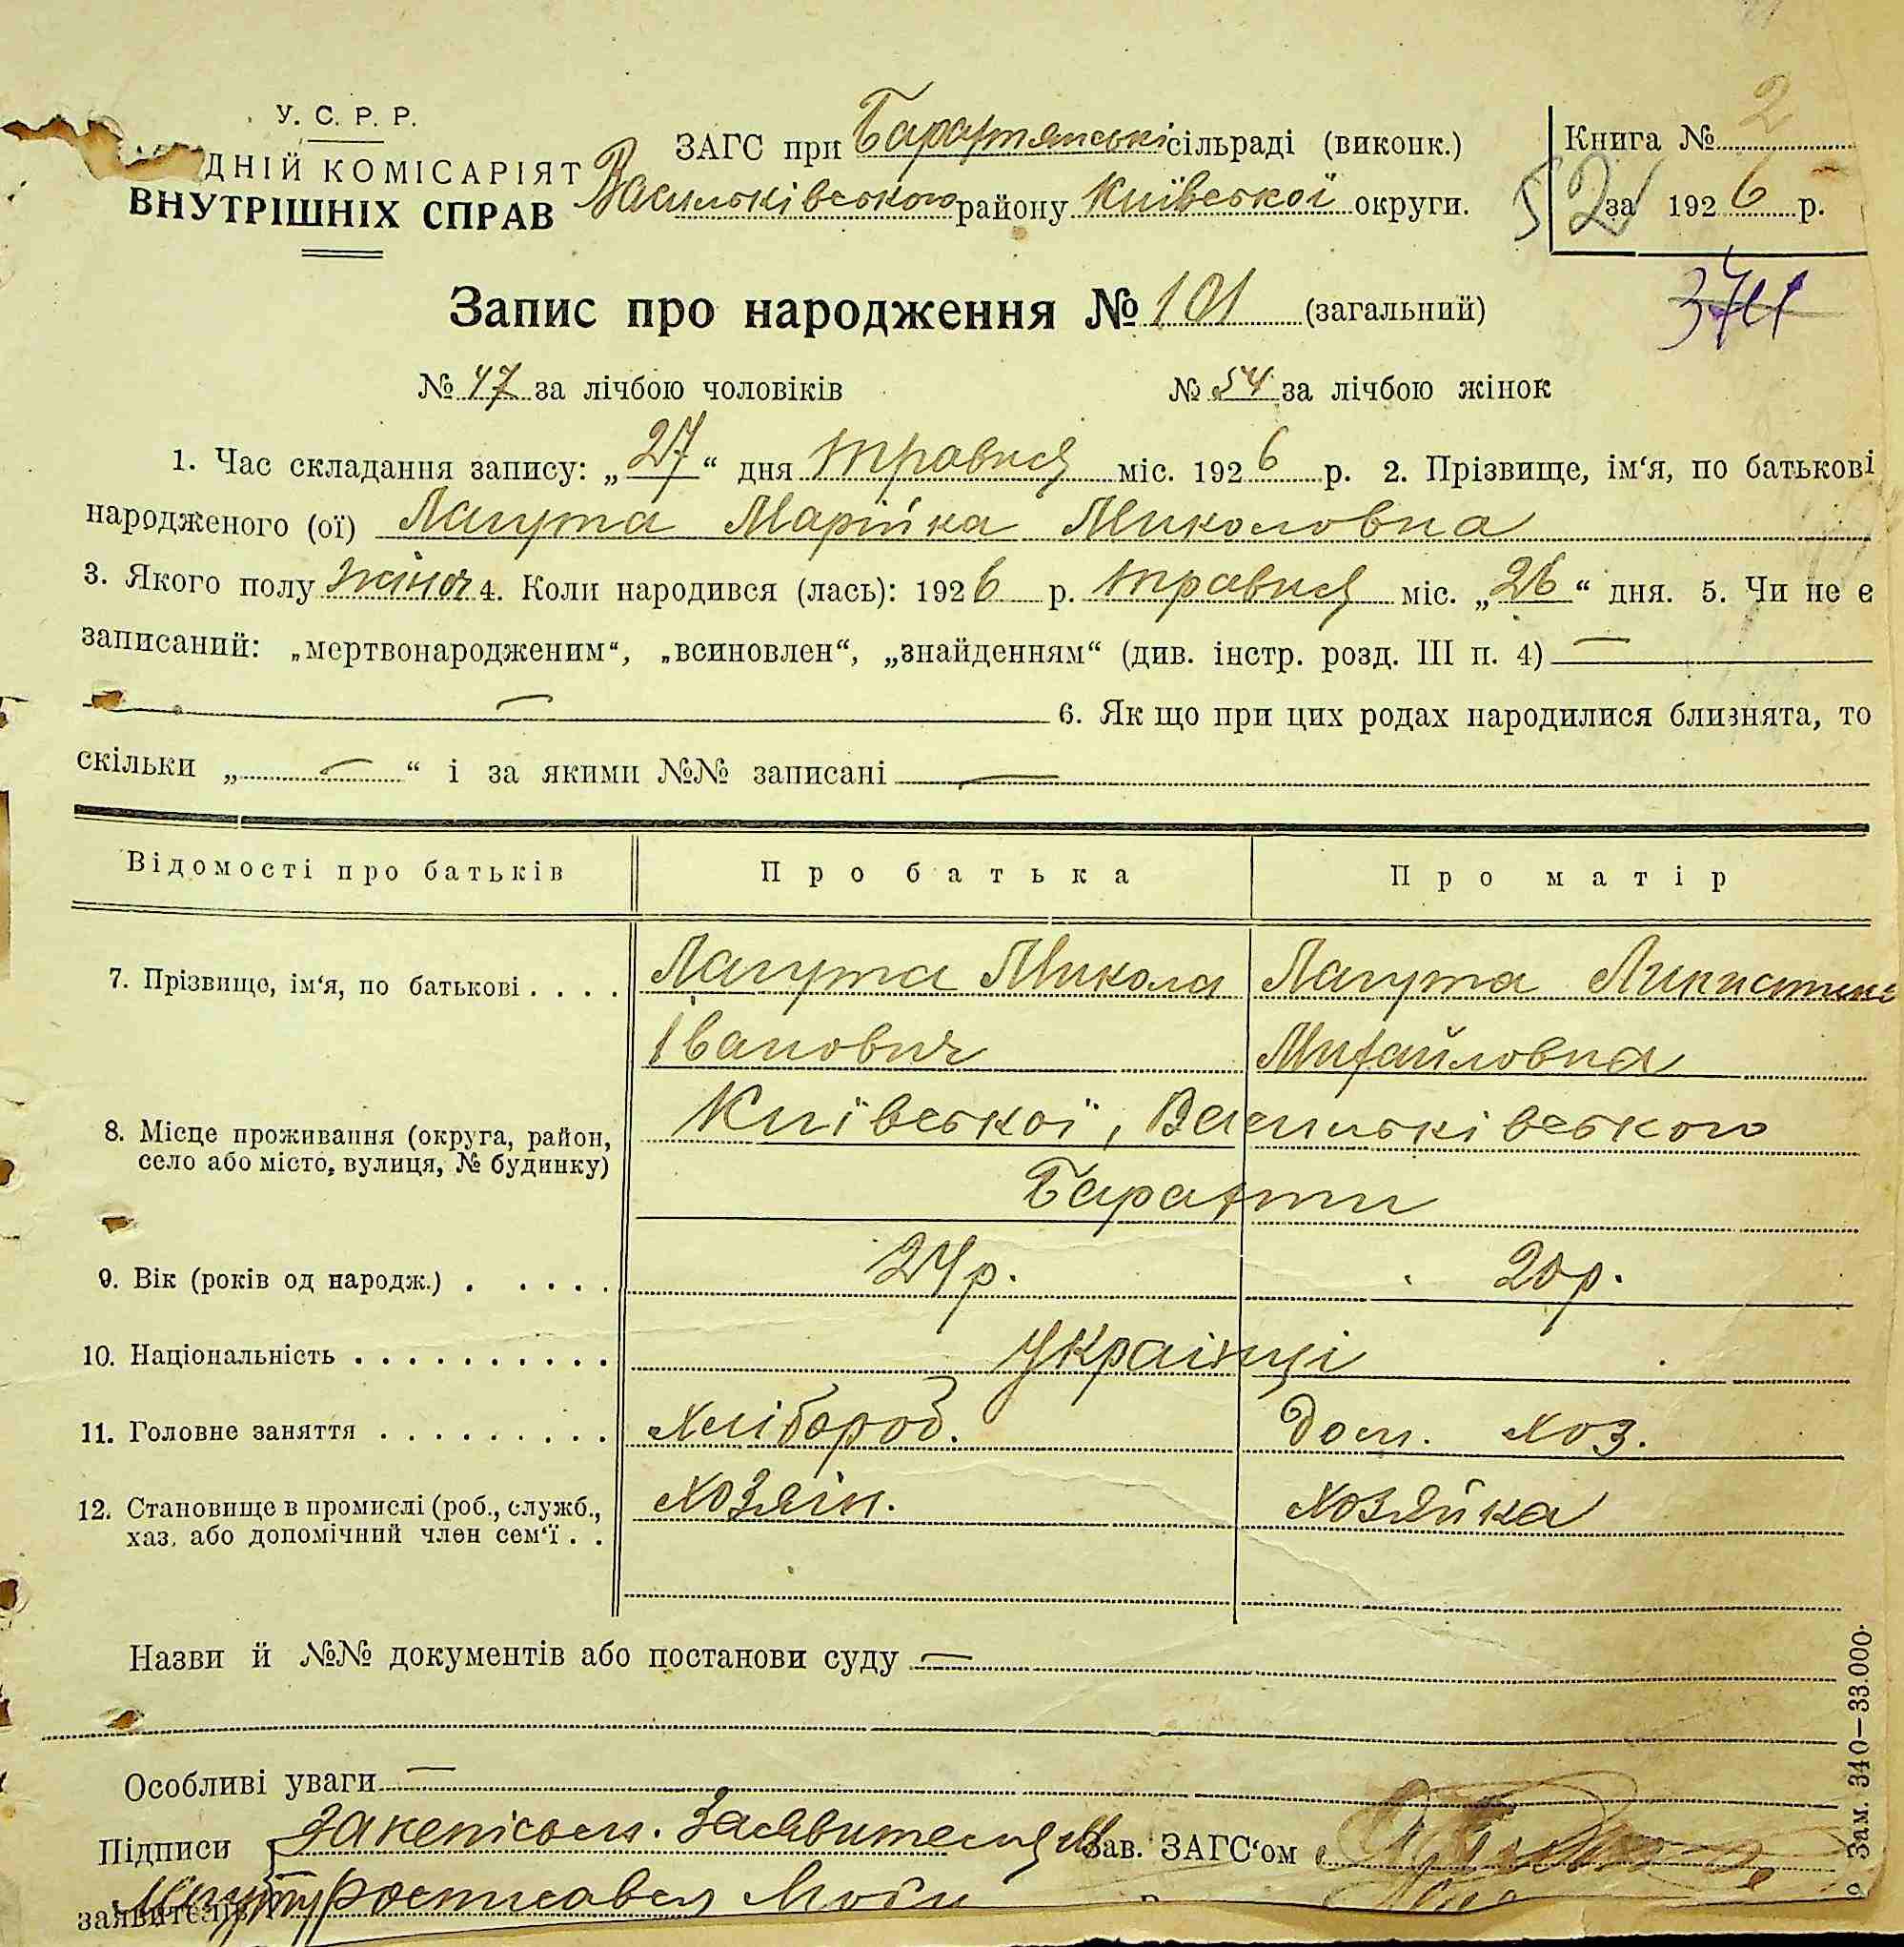 У. С. Р. Р.
ДНІЙ КОМІСАРІЯТ
ВНУТРІШНІХ СПРАВ
ЗАГС при Барахтянські сільраді (виконк.)
Васильківського району Київської округи.
Книга № 2
52 за 1926 р.
Запис про народження № 101 (загальний)
№ 47 за лічбою чоловіків № 54 за лічбою жінок
1. Час складання запису: „27“ дня травня міс. 1926 р. 2. Прізвище, ім‘я, по батькові
народженого (ої) Лагута Марійка Миколовна
3. Якого полу жіноч 4. Коли народився (лась): 1926 р. травня міс. „26“ дня. 5. Чи не є
записаний: „мертвонародженим“, „всиновлен“, „знайденням“ (див. інстр. розд. III п. 4) —
— 6. Як що при цих родах народилися близнята, то
скільки „ — “ і за якими №№ записані —
Відомості про батьків Про батька Про матір
7. Прізвище, ім‘я, по батькові . . . . Лагута Микола Лагута
Іванович Михайловна
8. Місце проживання (округа, район, Київської, Васильківського
село або місто, вулиця, № будинку) Барахти
9. Вік (років од народж.) . . . . . 24р. 20р.
10. Національність . . . . . . . . . . Українці
11. Головне заняття . . . . . . . . . Хлібороб. Дом. хоз.
12. Становище в промислі (роб., служб., Хозяін. Хозяйка
хаз. або допомічний член сем‘ї . .
Назви й №№ документів або постанови суду —
Особливі уваги —
Підписи Зав. ЗАГС‘ом
заявителів
Зам. 340—33.000.